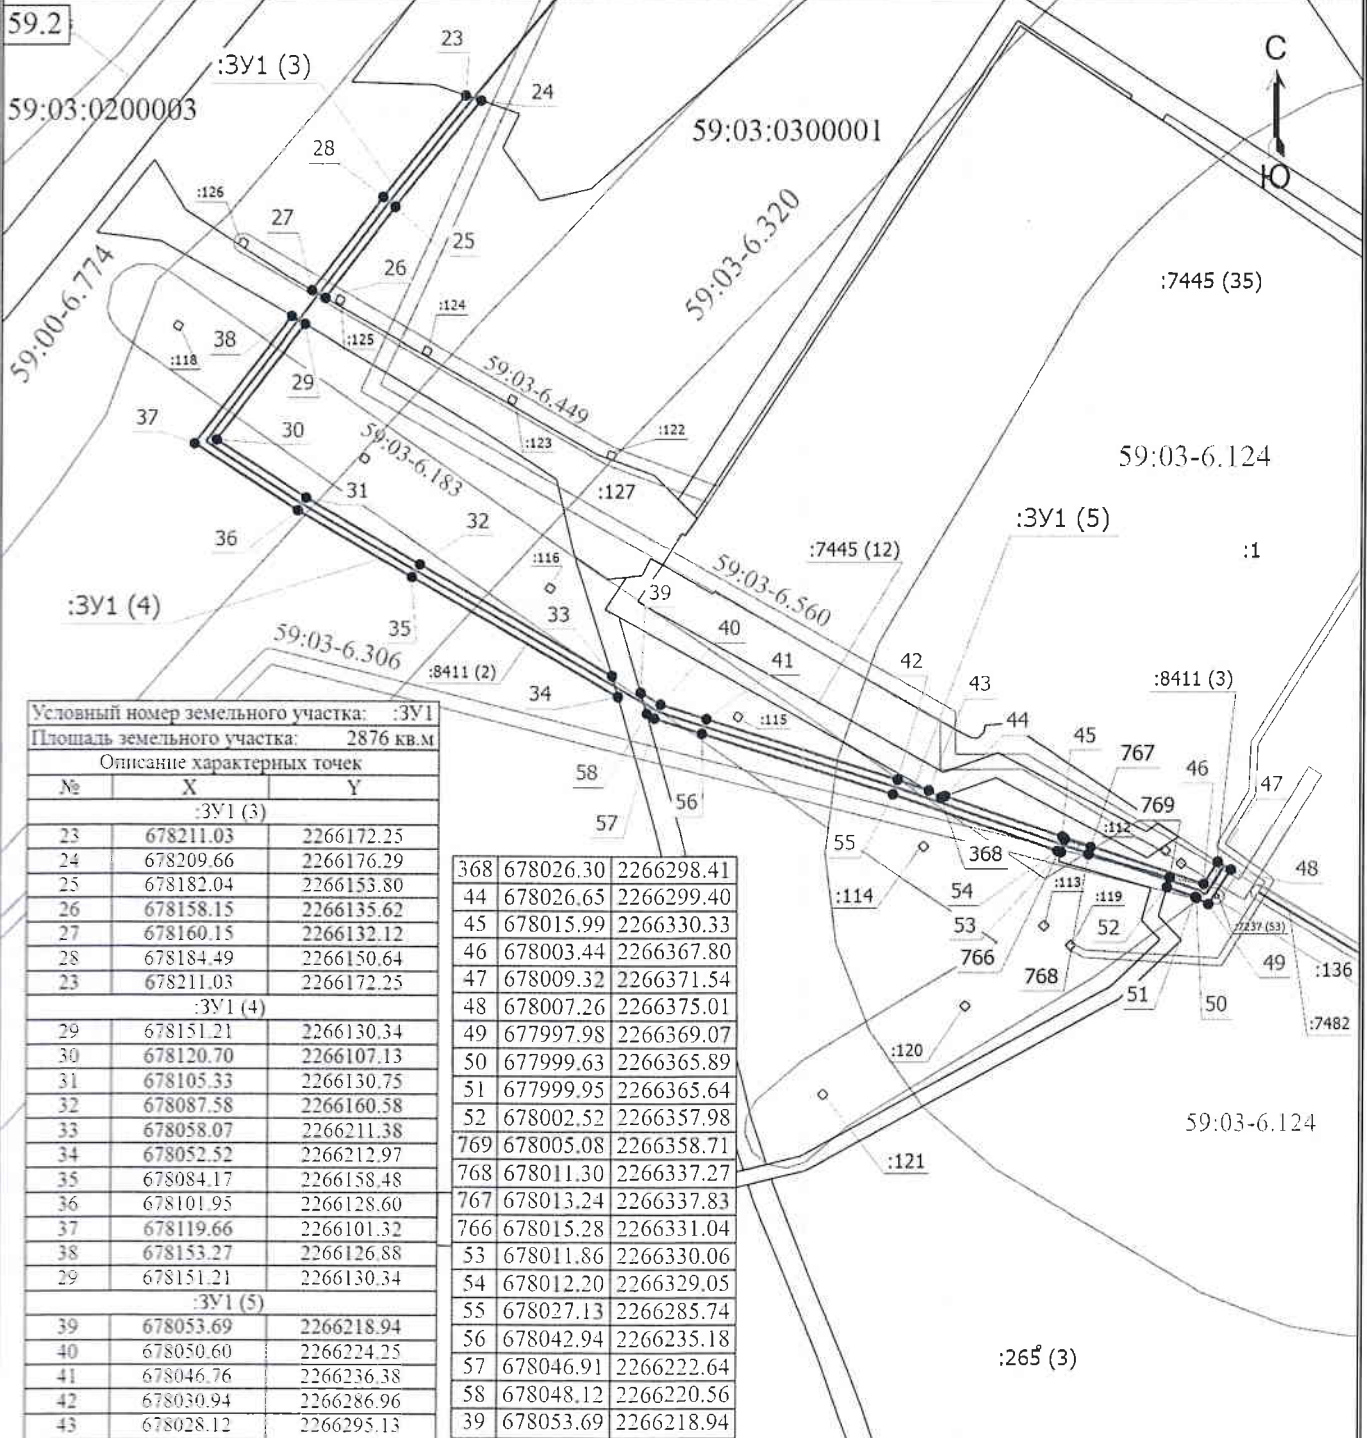 59.2
:ЗУ1 (3)
23
24
59:03:0200003
59:03:0300001
С
Ю
28
:126
27
25
26
59:03-6.320
:7445 (35)
59:00-6.774
:124
:125
38
:118
29
59:03-6.449
37
30
:123
:122
59:03-6.183
59:03-6.124
31
:127
36
32
:ЗУ1 (5)
:7445 (12)
:1
:116
59:03-6.560
39
:ЗУ1 (4)
33
35
40
59:03-6.306
41
42
:8411 (2)
43
:8411 (3)
34
44
:115
45
767
46
47
58
769
56
57
55
368
:112
48
54
:113
:119
:114
53
52
:7237 (53)
766
768
49
:136
51
50
:7482
:120
59:03-6.124
:121
:265 (3)
Условный номер земельного участка: :ЗУ1
Площадь земельного участка: 2876 кв.м
Описание характерных точек
№ X Y
:ЗУ1 (3)
23 678211.03 2266172.25
24 678209.66 2266176.29
25 678182.04 2266153.80
26 678158.15 2266135.62
27 678160.15 2266132.12
28 678184.49 2266150.64
23 678211.03 2266172.25
:ЗУ1 (4)
29 678151.21 2266130.34
30 678120.70 2266107.13
31 678105.33 2266130.75
32 678087.58 2266160.58
33 678058.07 2266211.38
34 678052.52 2266212.97
35 678084.17 2266158.48
36 678101.95 2266128.60
37 678119.66 2266101.32
38 678153.27 2266126.88
29 678151.21 2266130.34
:ЗУ1 (5)
39 678053.69 2266218.94
40 678050.60 2266224.25
41 678046.76 2266236.38
42 678030.94 2266286.96
43 678028.12 2266295.13
368 678026.30 2266298.41
44 678026.65 2266299.40
45 678015.99 2266330.33
46 678003.44 2266367.80
47 678009.32 2266371.54
48 678007.26 2266375.01
49 677997.98 2266369.07
50 677999.63 2266365.89
51 677999.95 2266365.64
52 678002.52 2266357.98
769 678005.08 2266358.71
768 678011.30 2266337.27
767 678013.24 2266337.83
766 678015.28 2266331.04
53 678011.86 2266330.06
54 678012.20 2266329.05
55 678027.13 2266285.74
56 678042.94 2266235.18
57 678046.91 2266222.64
58 678048.12 2266220.56
39 678053.69 2266218.94